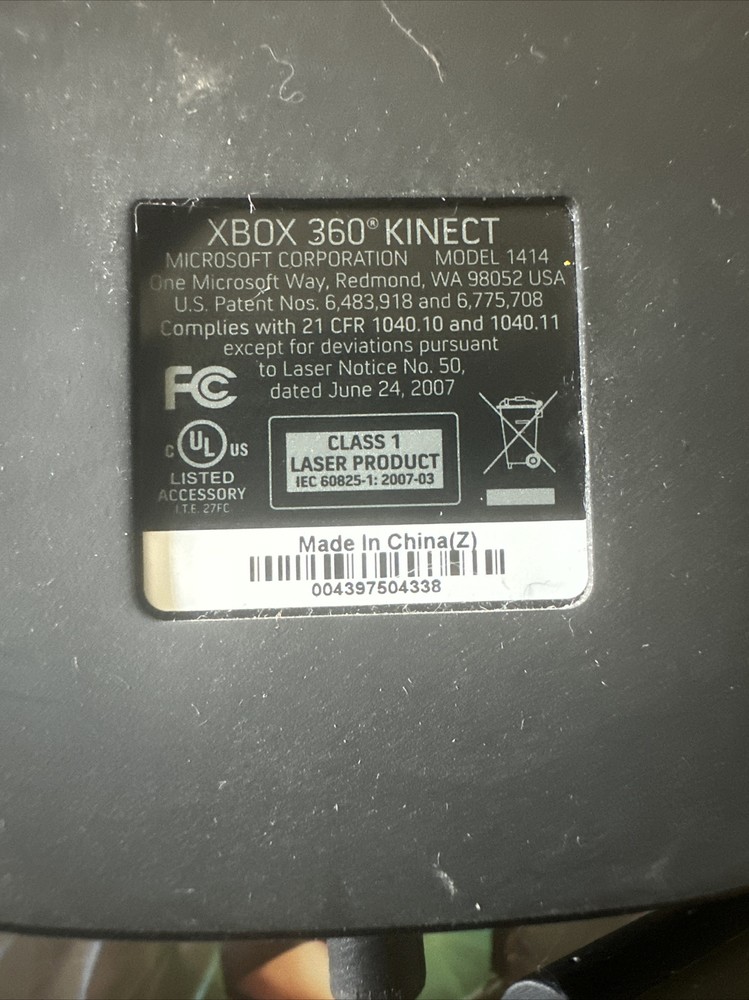 XBOX 360® KINECT
MICROSOFT CORPORATION MODEL 1414
One Microsoft Way, Redmond, WA 98052 USA
U.S. Patent Nos. 6,483,918 and 6,775,708
Complies with 21 CFR 1040.10 and 1040.11
except for deviations pursuant
to Laser Notice No. 50,
dated June 24, 2007
FC
C UL US
LISTED
ACCESSORY
I.T.E. 27FC
CLASS 1
LASER PRODUCT
IEC 60825-1: 2007-03
Made In China(Z)
004397504338